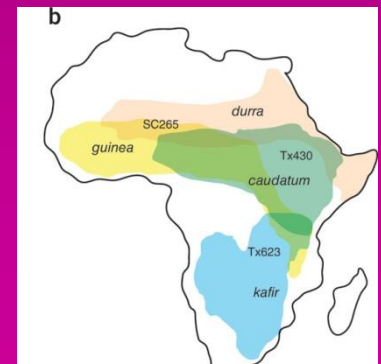 b
durra
SC265
guinea
Tx430
caudatum
Tx623
kafir